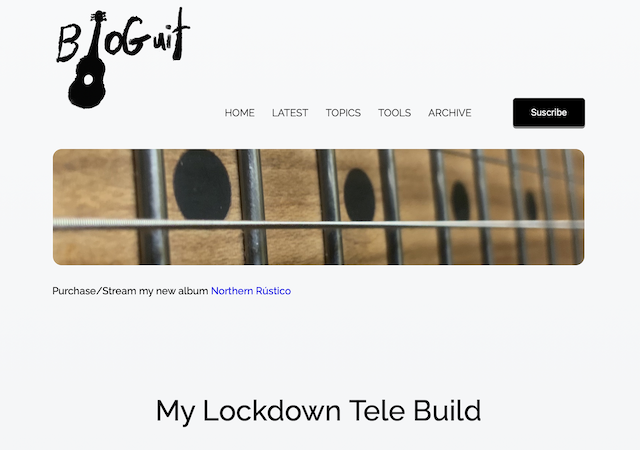 BloGuit
HOME LATEST TOPICS TOOLS ARCHIVE Suscribe
Purchase/Stream my new album Northern Rústico
My Lockdown Tele Build